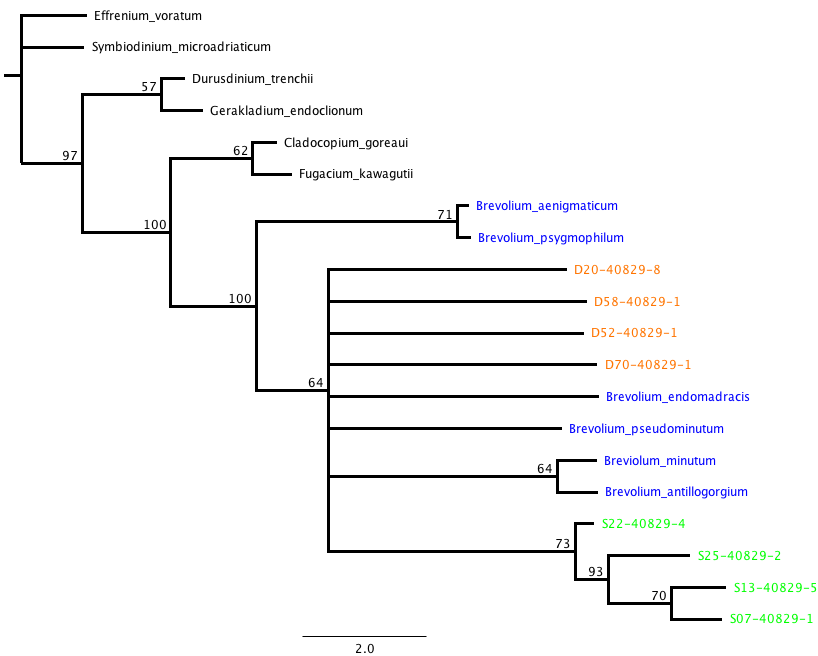 Effrenium_voratum
Symbiodinium_microadriaticum
57
Durusdinium_trenchii
Gerakladium_endoclionum
97
62
Cladocopium_goreaui
Fugacium_kawagutii
100
71
Brevolium_aenigmaticum
Brevolium_psygmophilum
100
D20-40829-8
D58-40829-1
D52-40829-1
D70-40829-1
64
Brevolium_endomadracis
Brevolium_pseudominutum
64
Breviolum_minutum
Brevolium_antillogorgium
73
S22-40829-4
93
S25-40829-2
70
S13-40829-5
S07-40829-1
2.0